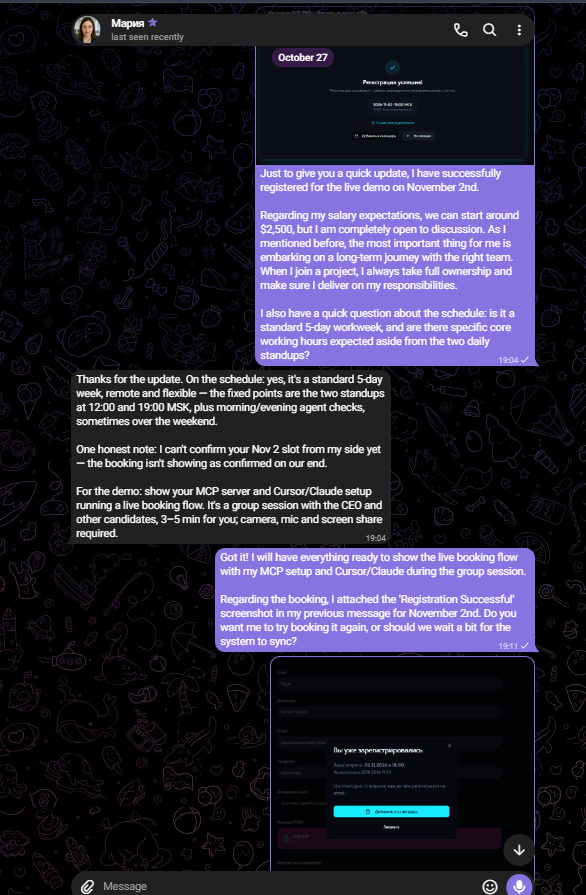 Мария
last seen recently
October 27
Регистрация успешна!
Just to give you a quick update, I have successfully
registered for the live demo on November 2nd.
Regarding my salary expectations, we can start around
$2,500, but I am completely open to discussion. As I
mentioned before, the most important thing for me is
embarking on a long-term journey with the right team.
When I join a project, I always take full ownership and
make sure I deliver on my responsibilities.
I also have a quick question about the schedule: is it a
standard 5-day workweek, and are there specific core
working hours expected aside from the two daily
standups?
19:04
Thanks for the update. On the schedule: yes, it's a standard 5-day
week, remote and flexible — the fixed points are the two standups
at 12:00 and 19:00 MSK, plus morning/evening agent checks,
sometimes over the weekend.
One honest note: I can't confirm your Nov 2 slot from my side yet
— the booking isn't showing as confirmed on our end.
For the demo: show your MCP server and Cursor/Claude setup
running a live booking flow. It's a group session with the CEO and
other candidates, 3–5 min for you; camera, mic and screen share
required.
19:04
Got it! I will have everything ready to show the live booking flow
with my MCP setup and Cursor/Claude during the group session.
Regarding the booking, I attached the 'Registration Successful'
screenshot in my previous message for November 2nd. Do you
want me to try booking it again, or should we wait a bit for the
system to sync?
19:11
Вы уже зарегистрировались
Закрыть
Message